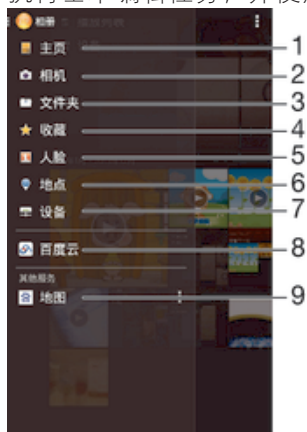 相册
主页 1
相机 2
文件夹 3
收藏 4
人脸 5
地点 6
设备 7
百度云 8
其他服务
地图 9